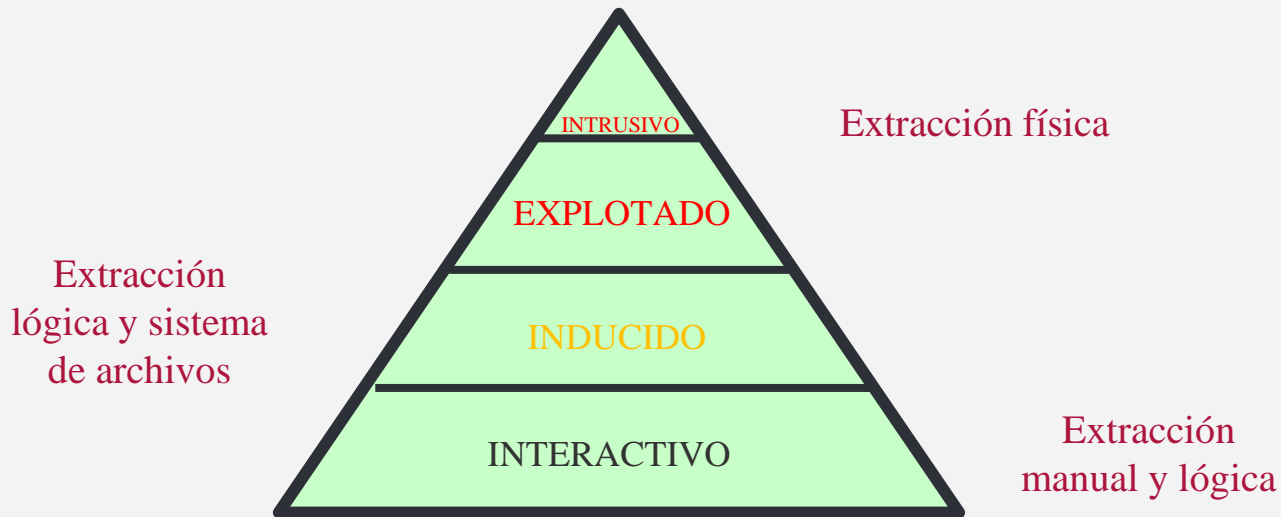 INTRUSIVO
Extracción física
EXPLOTADO
Extracción
lógica y sistema
de archivos
INDUCIDO
INTERACTIVO
Extracción
manual y lógica